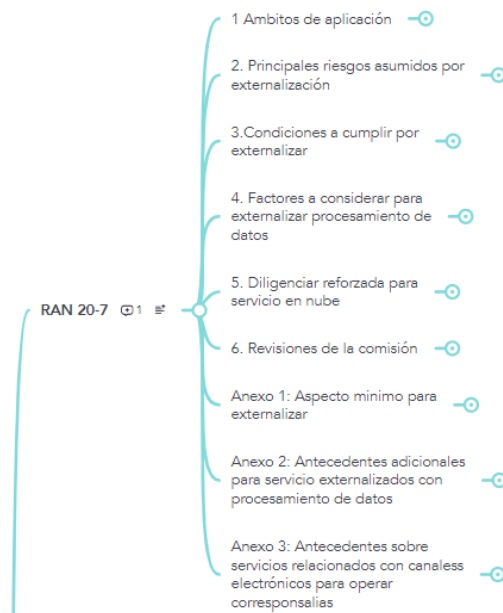 1 Ambitos de aplicación
2. Principales riesgos asumidos por
externalización
3.Condiciones a cumplir por
externalizar
4. Factores a considerar para
externalizar procesamiento de
datos
5. Diligenciar reforzada para
servicio en nube
RAN 20-7 1
6. Revisiones de la comisión
Anexo 1: Aspecto minimo para
externalizar
Anexo 2: Antecedentes adicionales
para servicio externalizados con
procesamiento de datos
Anexo 3: Antecedentes sobre
servicios relacionados con canaless
electrónicos para operar
corresponsalias